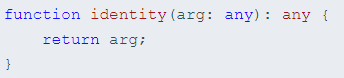 function identity(arg: any): any {
    return arg;
}